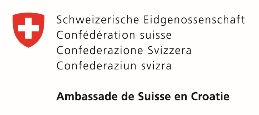 Schweizerische Eidgenossenschaft
Confédération suisse
Confederazione Svizzera
Confederaziun svizra
Ambassade de Suisse en Croatie